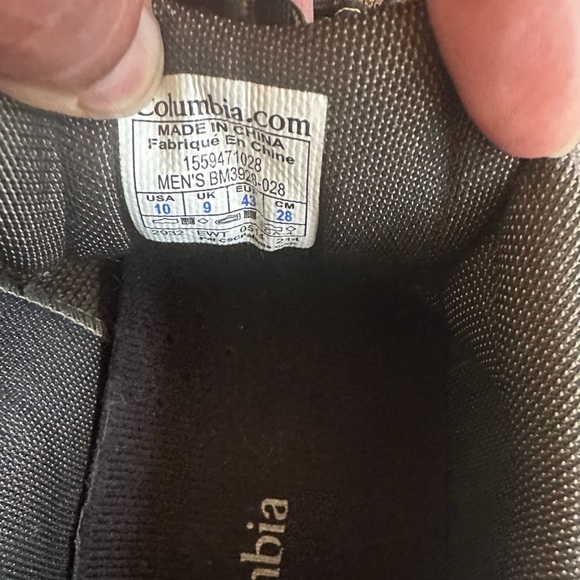 Columbia.com
MADE IN CHINA
Fabriqué En Chine
1559471028
MEN'S BM3928-028
USA UK EUR CM
10 9 43 28
mbia